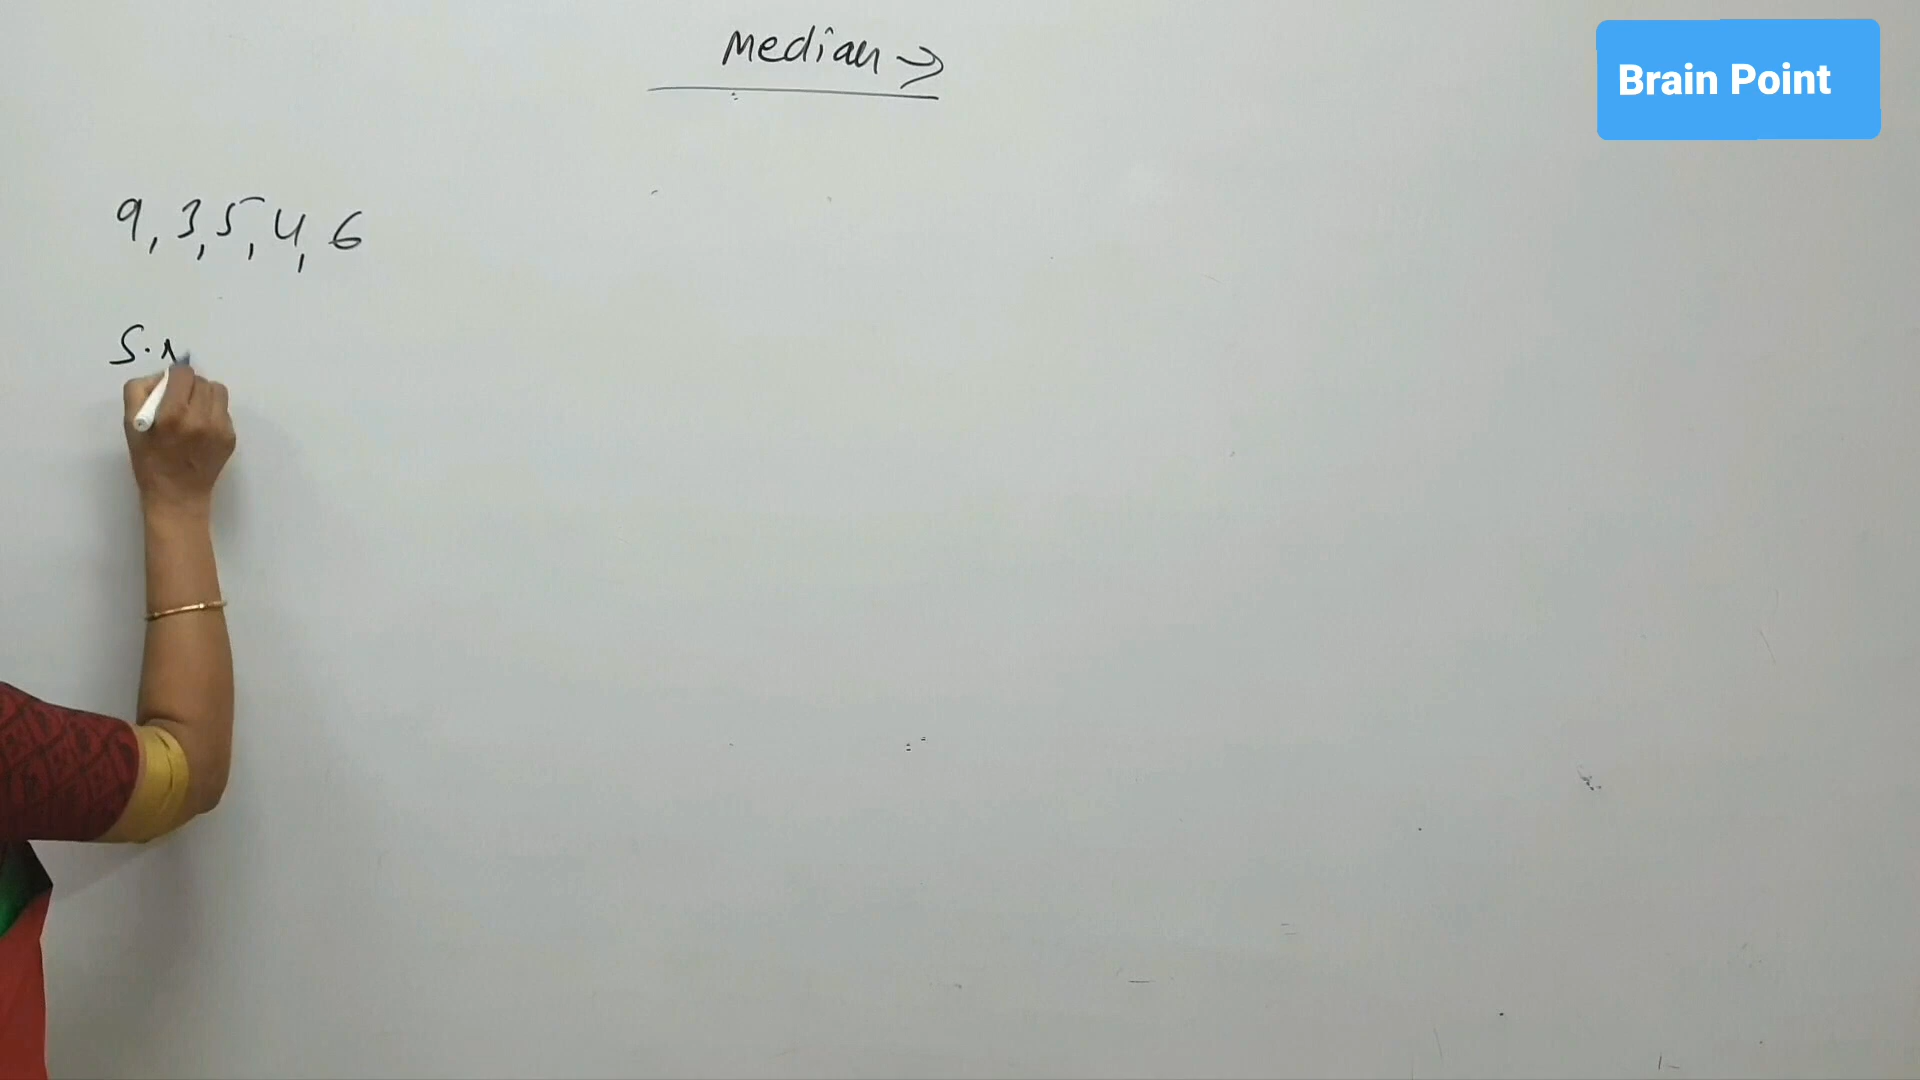 Median →
Brain Point
9, 3, 5, 4, 6
S.N